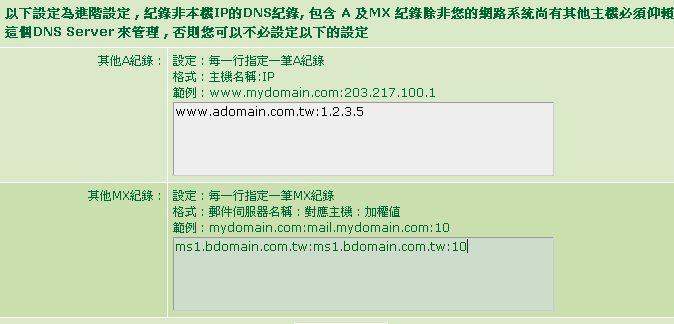 以下設定為進階設定，紀錄非本機IP的DNS紀錄, 包含 A 及MX 紀錄除非您的網路系統尚有其他主機必須仰賴
這個DNS Server 來管理，否則您可以不必設定以下的設定
其他A紀錄：
設定：每一行指定一筆A紀錄
格式：主機名稱:IP
範例：www.mydomain.com:203.217.100.1
www.adomain.com.tw:1.2.3.5
其他MX紀錄：
設定：每一行指定一筆MX紀錄
格式：郵件伺服器名稱：對應主機：加權值
範例：mydomain.com:mail.mydomain.com:10
ms1.bdomain.com.tw:ms1.bdomain.com.tw:10